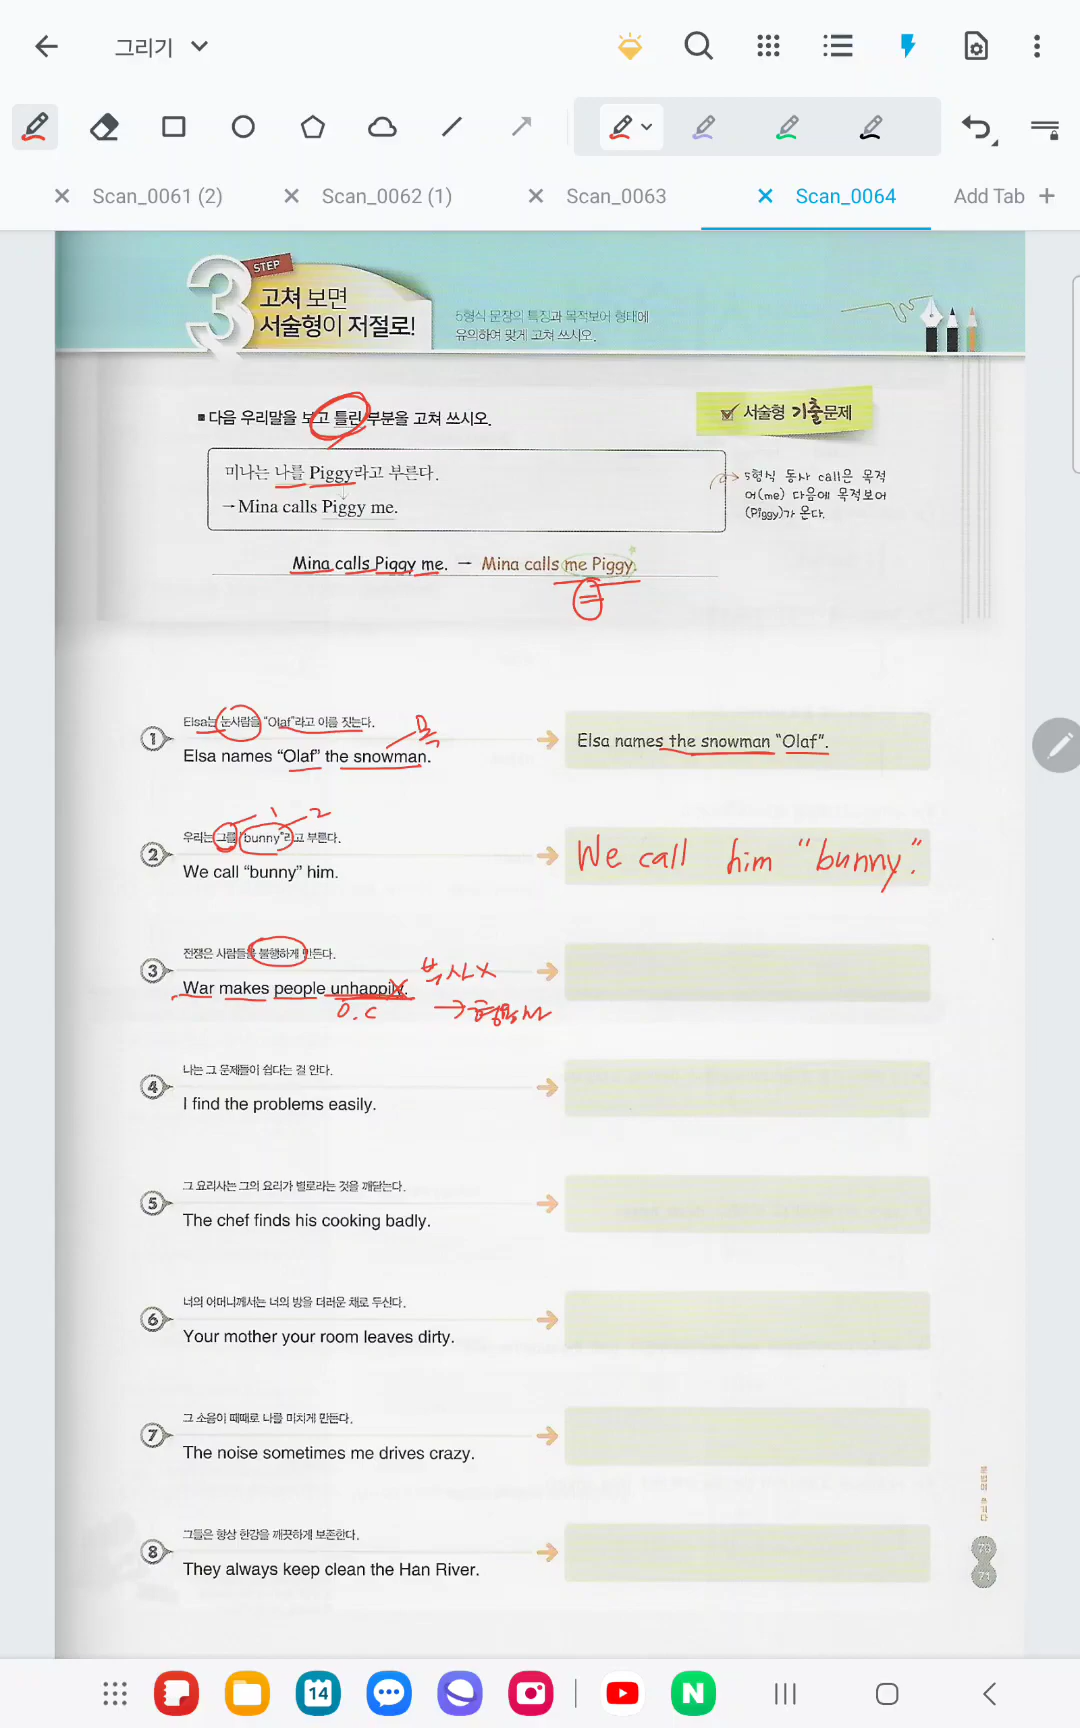 그리기
Scan_0061 (2)
Scan_0062 (1)
Scan_0063
Scan_0064
Add Tab +
3
STEP
고쳐 보면
서술형이 저절로!
5형식 문장의 특징과 목적보어 형태에
유의하여 맞게 고쳐 쓰시오.
다음 우리말을 보고 틀린 부분을 고쳐 쓰시오.
서술형 기출문제
미나는 나를 Piggy라고 부른다.
→ Mina calls Piggy me.
5형식 동사 call은 목적
어(me) 다음에 목적보어
(Piggy)가 온다.
Mina calls Piggy me. → Mina calls me Piggy.
=
1
Elsa는 눈사람을 "Olaf"라고 이름 짓는다.
목
Elsa names "Olaf" the snowman.
Elsa names the snowman "Olaf".
2
1 2
우리는 그를 "bunny"라고 부른다.
We call "bunny" him.
We call him "bunny".
3
전쟁은 사람들을 불행하게 만든다.
War makes people unhappily.
부사 X
O.C
→ 형용사
4
나는 그 문제들이 쉽다는 걸 안다.
I find the problems easily.
5
그 요리사는 그의 요리가 별로라는 것을 깨닫는다.
The chef finds his cooking badly.
6
너의 어머니께서는 너의 방을 더러운 채로 두신다.
Your mother your room leaves dirty.
7
그 소음이 때때로 나를 미치게 만든다.
The noise sometimes me drives crazy.
8
그들은 항상 한강을 깨끗하게 보존한다.
They always keep clean the Han River.
70
71
14
N